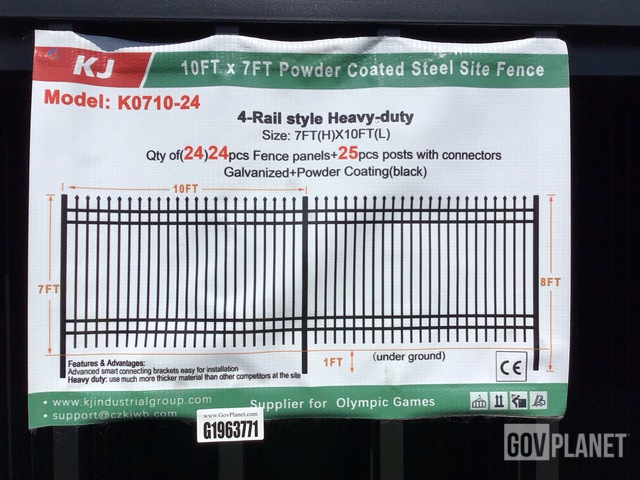 KJ
10FT x 7FT Powder Coated Steel Site Fence
Model: K0710-24
4-Rail style Heavy-duty
Size: 7FT(H)X10FT(L)
Qty of(24)24pcs Fence panels+25pcs posts with connectors
Galvanized+Powder Coating(black)
10FT
7FT
8FT
1FT
(under ground)
Features & Advantages:
Advanced smart connecting brackets easy for installation
Heavy duty: use much more thicker material than other competitors at the site
CE
• www.kjindustrialgroup.com
• support@czkjwb.com
Supplier for Olympic Games
www.GovPlanet.com
G1963771
GOVPLANET